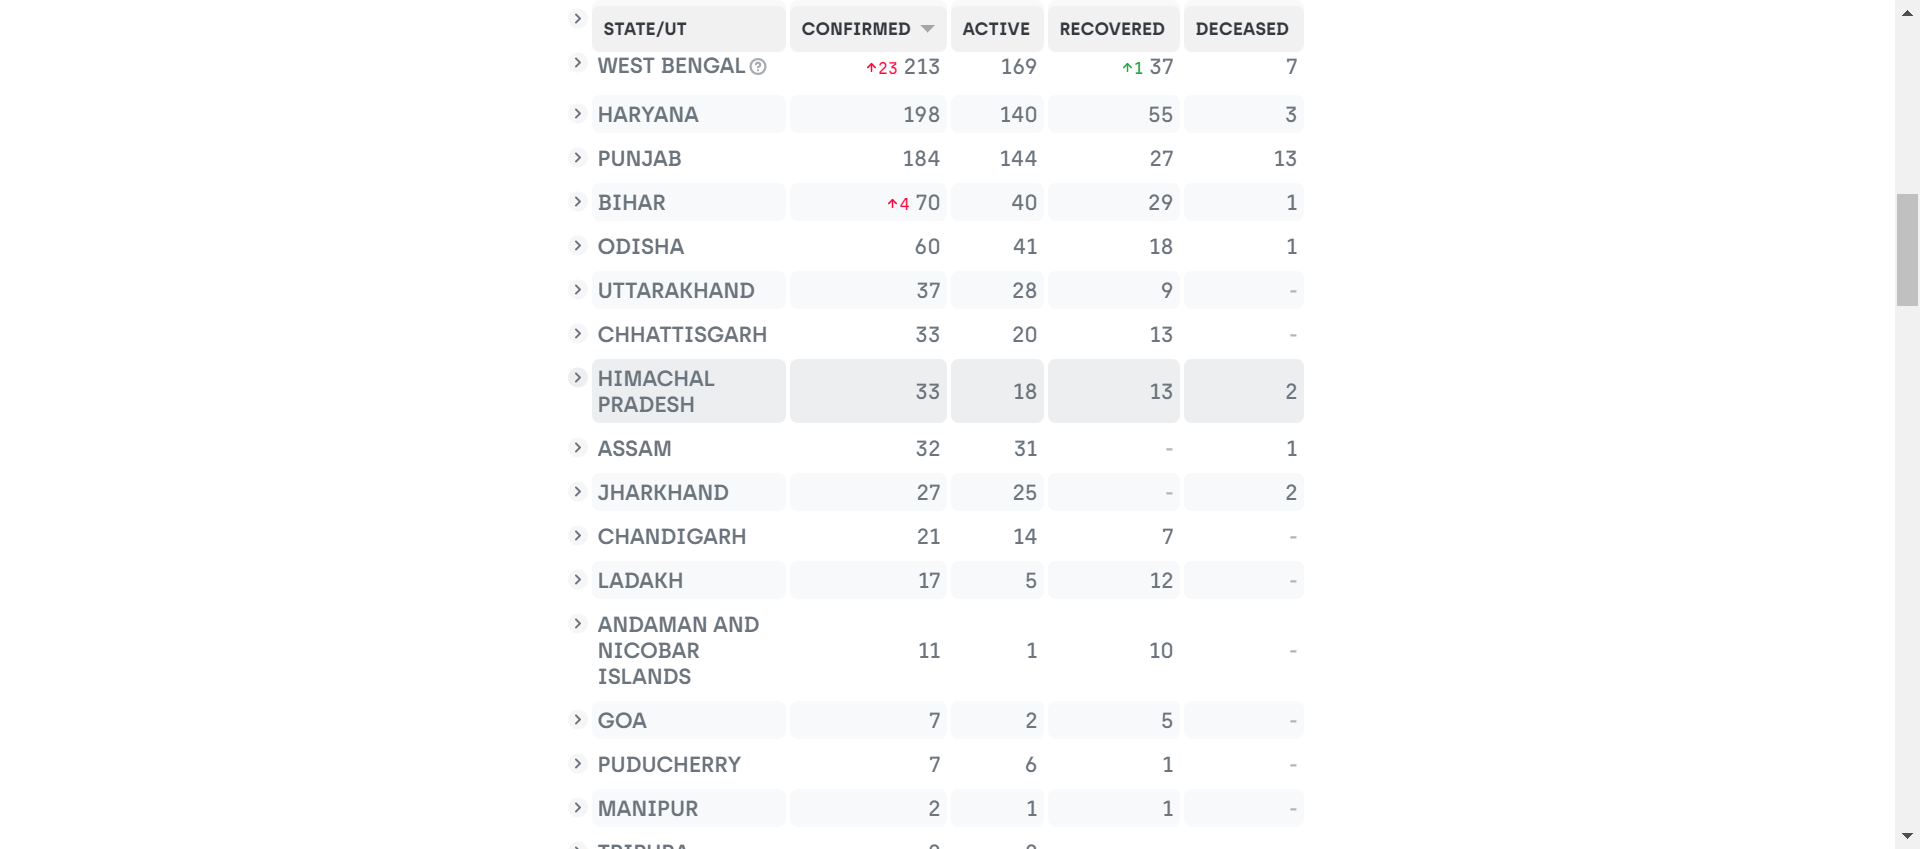 STATE/UT CONFIRMED ACTIVE RECOVERED DECEASED
WEST BENGAL ? ↑23 213 169 ↑1 37 7
HARYANA 198 140 55 3
PUNJAB 184 144 27 13
BIHAR ↑4 70 40 29 1
ODISHA 60 41 18 1
UTTARAKHAND 37 28 9 -
CHHATTISGARH 33 20 13 -
HIMACHAL
PRADESH 33 18 13 2
ASSAM 32 31 - 1
JHARKHAND 27 25 - 2
CHANDIGARH 21 14 7 -
LADAKH 17 5 12 -
ANDAMAN AND
NICOBAR 11 1 10 -
ISLANDS
GOA 7 2 5 -
PUDUCHERRY 7 6 1 -
MANIPUR 2 1 1 -
TRIPURA